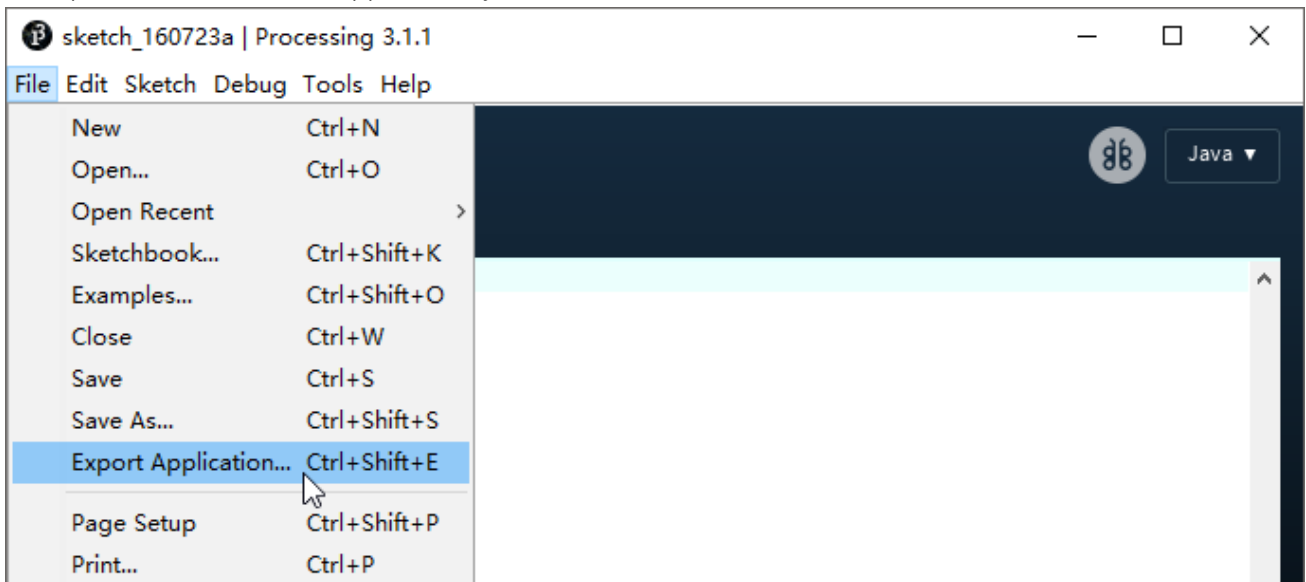 sketch_160723a | Processing 3.1.1
File Edit Sketch Debug Tools Help
Java ▼
New Ctrl+N
Open... Ctrl+O
Open Recent >
Sketchbook... Ctrl+Shift+K
Examples... Ctrl+Shift+O
Close Ctrl+W
Save Ctrl+S
Save As... Ctrl+Shift+S
Export Application... Ctrl+Shift+E
Page Setup Ctrl+Shift+P
Print... Ctrl+P